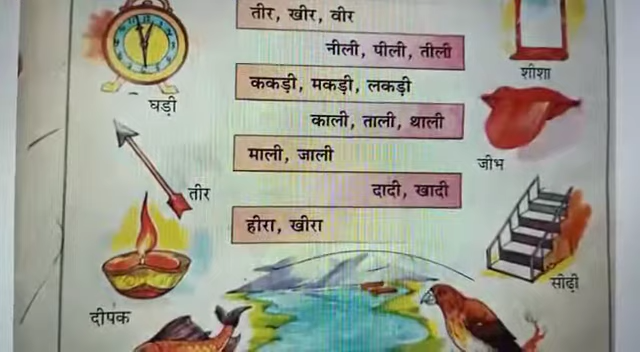 तीर, खीर, वीर
नीली, पीली, तीली
शीशा
ककड़ी, मकड़ी, लकड़ी
घड़ी
काली, ताली, थाली
माली, जाली
जीभ
तीर
दादी, खादी
हीरा, खीरा
सीढ़ी
दीपक